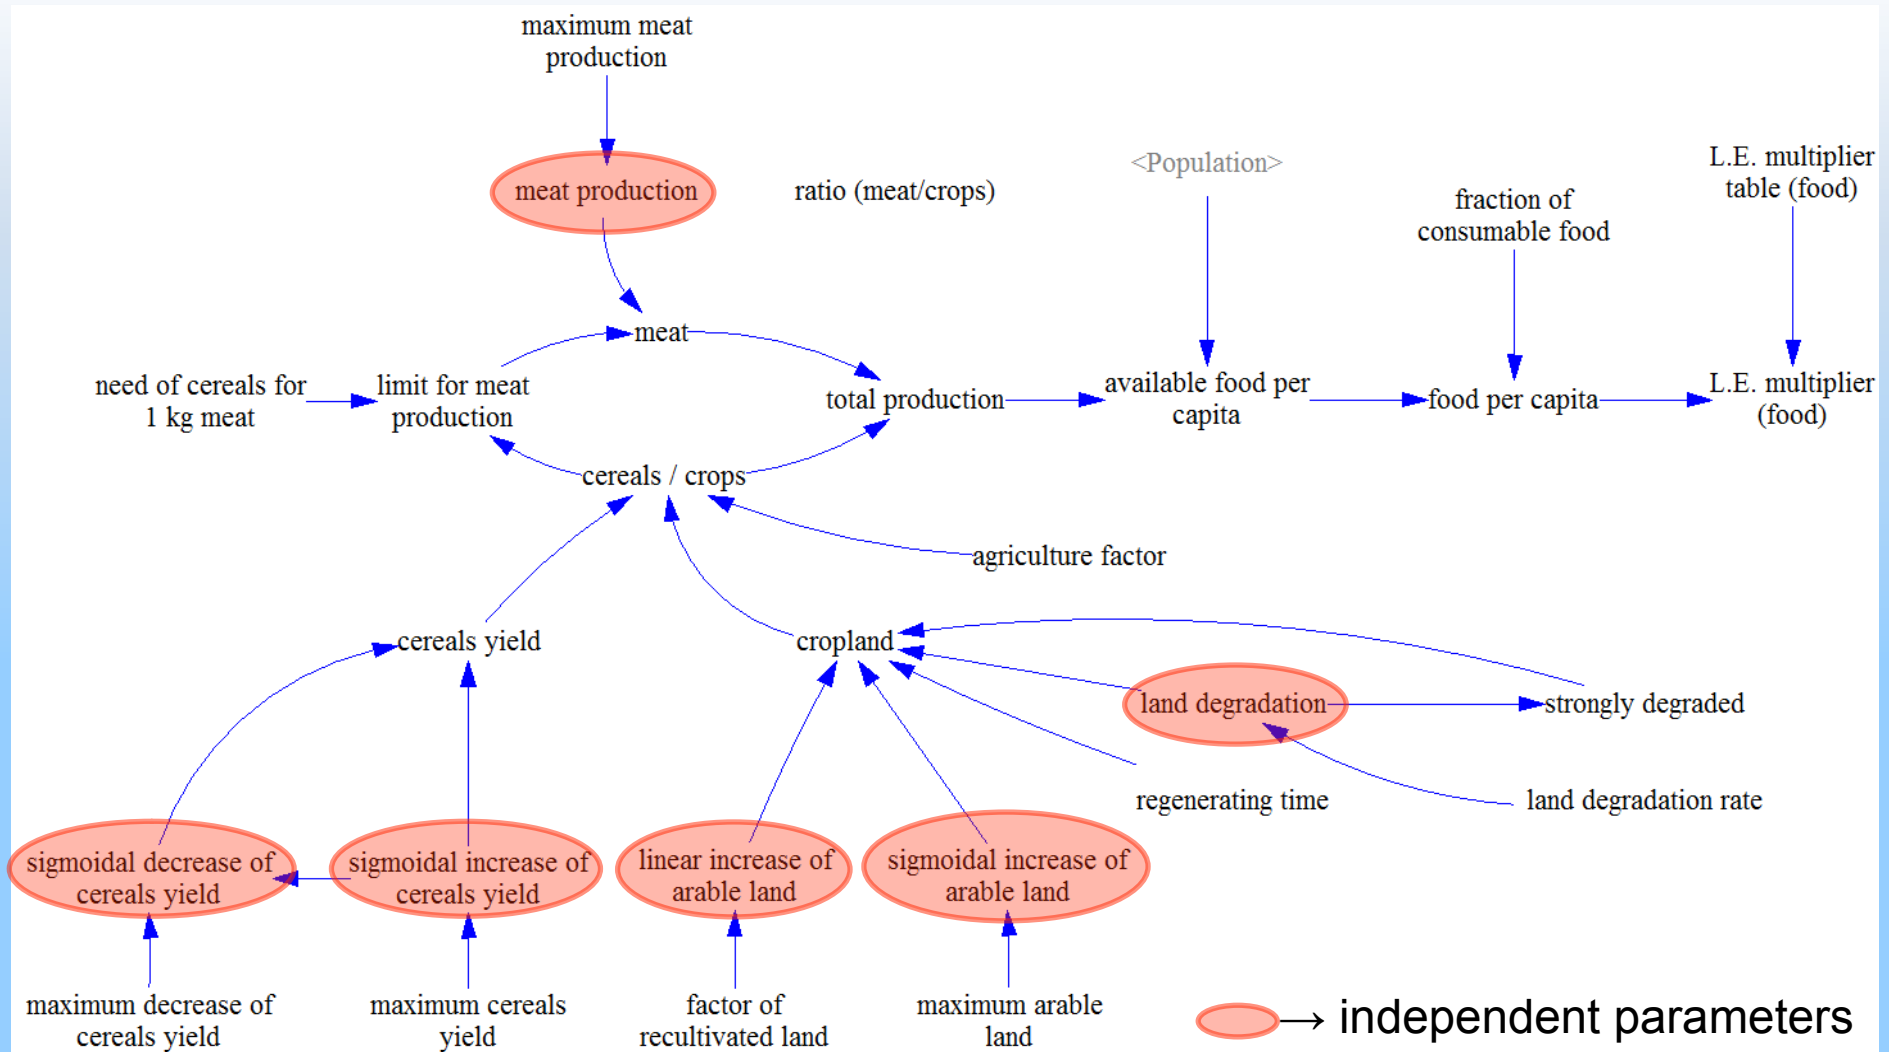 maximum meat
production
meat production
ratio (meat/crops)
<Population>
fraction of
consumable food
L.E. multiplier
table (food)
meat
need of cereals for
1 kg meat
limit for meat
production
total production
available food per
capita
food per capita
L.E. multiplier
(food)
cereals / crops
agriculture factor
cereals yield
cropland
land degradation
strongly degraded
regenerating time
land degradation rate
sigmoidal decrease of
cereals yield
sigmoidal increase of
cereals yield
linear increase of
arable land
sigmoidal increase of
arable land
maximum decrease of
cereals yield
maximum cereals
yield
factor of
recultivated land
maximum arable
land
→ independent parameters